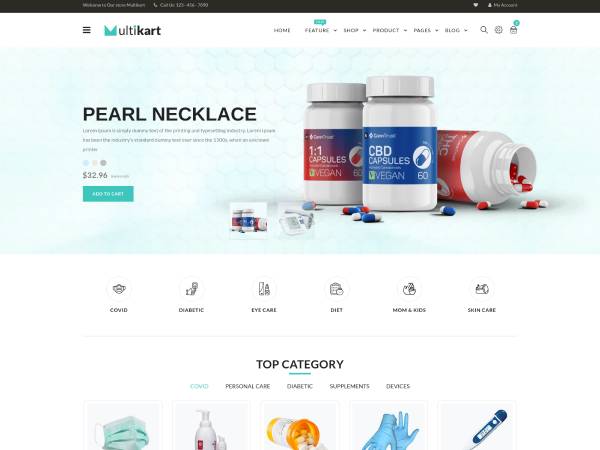 Welcome to Our store Multikart
Call Us: 123 - 456 - 7890
My Account
Multikart
HOME
FEATURE
SHOP
PRODUCT
PAGES
BLOG
PEARL NECKLACE
Lorem Ipsum is simply dummy text of the printing and typesetting industry. Lorem Ipsum
has been the industry's standard dummy text ever since the 1500s, when an unknown
printer
$32.96
ADD TO CART
CannTrust
1:1
CAPSULES
VEGAN
60
CannTrust
CBD
CAPSULES
VEGAN
60
THC
COVID
DIABETIC
EYE CARE
DIET
MOM & KIDS
SKIN CARE
TOP CATEGORY
COVID
PERSONAL CARE
DIABETIC
SUPPLEMENTS
DEVICES